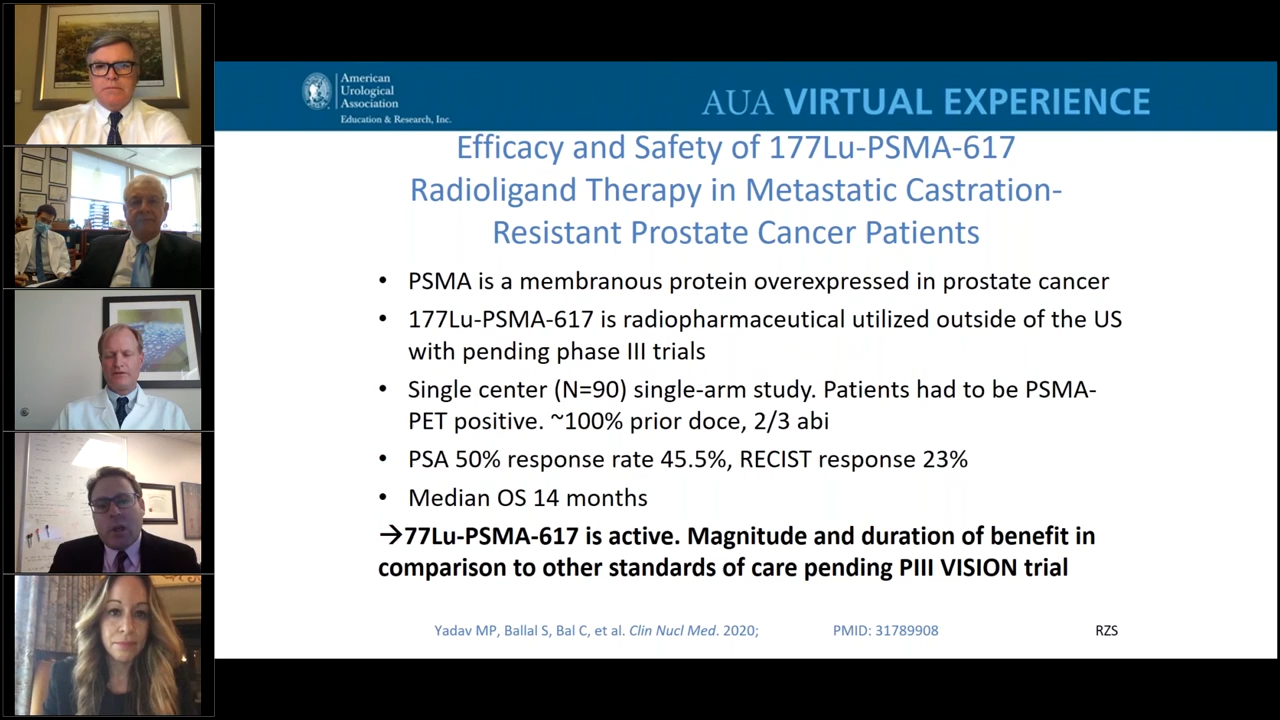 American
Urological
Association
Education & Research, Inc.
AUA VIRTUAL EXPERIENCE
Efficacy and Safety of 177Lu-PSMA-617
Radioligand Therapy in Metastatic Castration-
Resistant Prostate Cancer Patients
• PSMA is a membranous protein overexpressed in prostate cancer
• 177Lu-PSMA-617 is radiopharmaceutical utilized outside of the US
with pending phase III trials
• Single center (N=90) single-arm study. Patients had to be PSMA-
PET positive. ~100% prior doce, 2/3 abi
• PSA 50% response rate 45.5%, RECIST response 23%
• Median OS 14 months
→77Lu-PSMA-617 is active. Magnitude and duration of benefit in
comparison to other standards of care pending PIII VISION trial
Yadav MP, Ballal S, Bal C, et al. Clin Nucl Med. 2020; PMID: 31789908 RZS